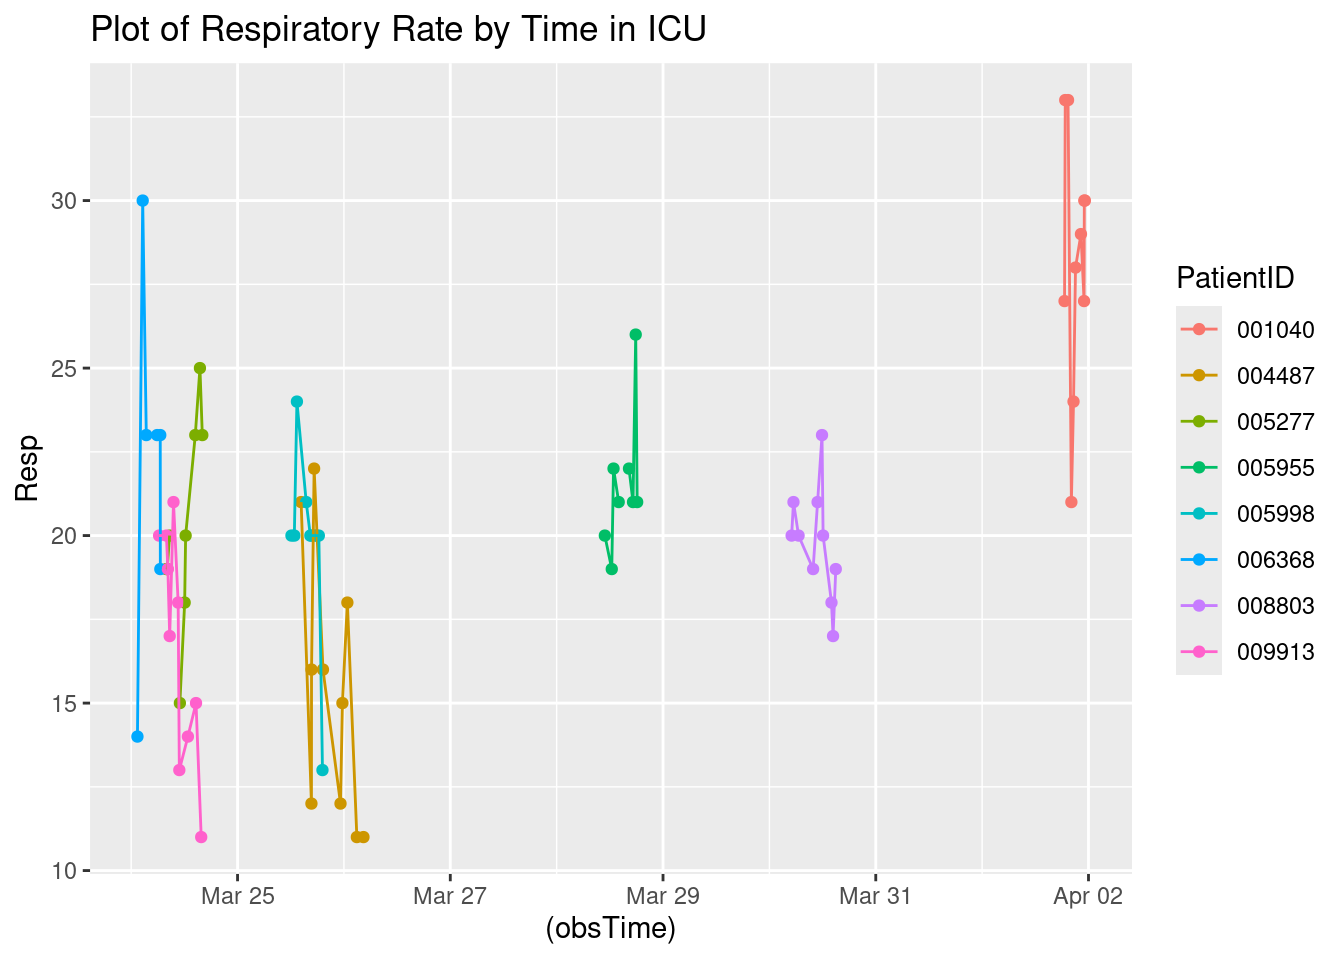 Plot of Respiratory Rate by Time in ICU
Resp
30
25
20
15
10
Mar 25
Mar 27
Mar 29
Mar 31
Apr 02
(obsTime)
PatientID
001040
004487
005277
005955
005998
006368
008803
009913